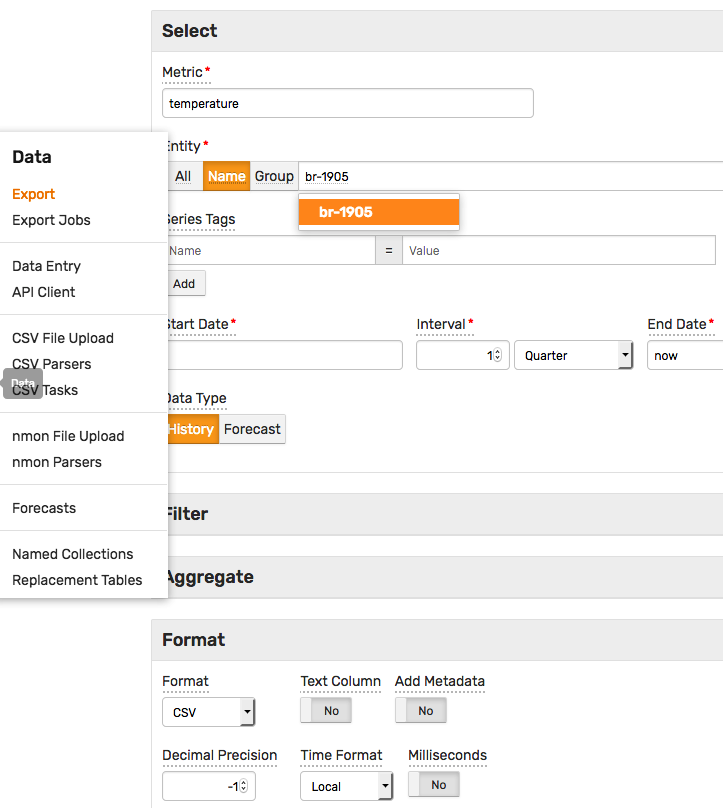 Select
Metric*
temperature
Data
Entity*
All Name Group br-1905
br-1905
Export
Export Jobs
Series Tags
Name = Value
Data Entry
API Client
Add
CSV File Upload
CSV Parsers
CSV Tasks
Data
Start Date* Interval* End Date*
1 Quarter now
Data Type
History Forecast
nmon File Upload
nmon Parsers
Forecasts
Filter
Named Collections
Replacement Tables
Aggregate
Format
Format Text Column Add Metadata
CSV No No
Decimal Precision Time Format Milliseconds
-1 Local No